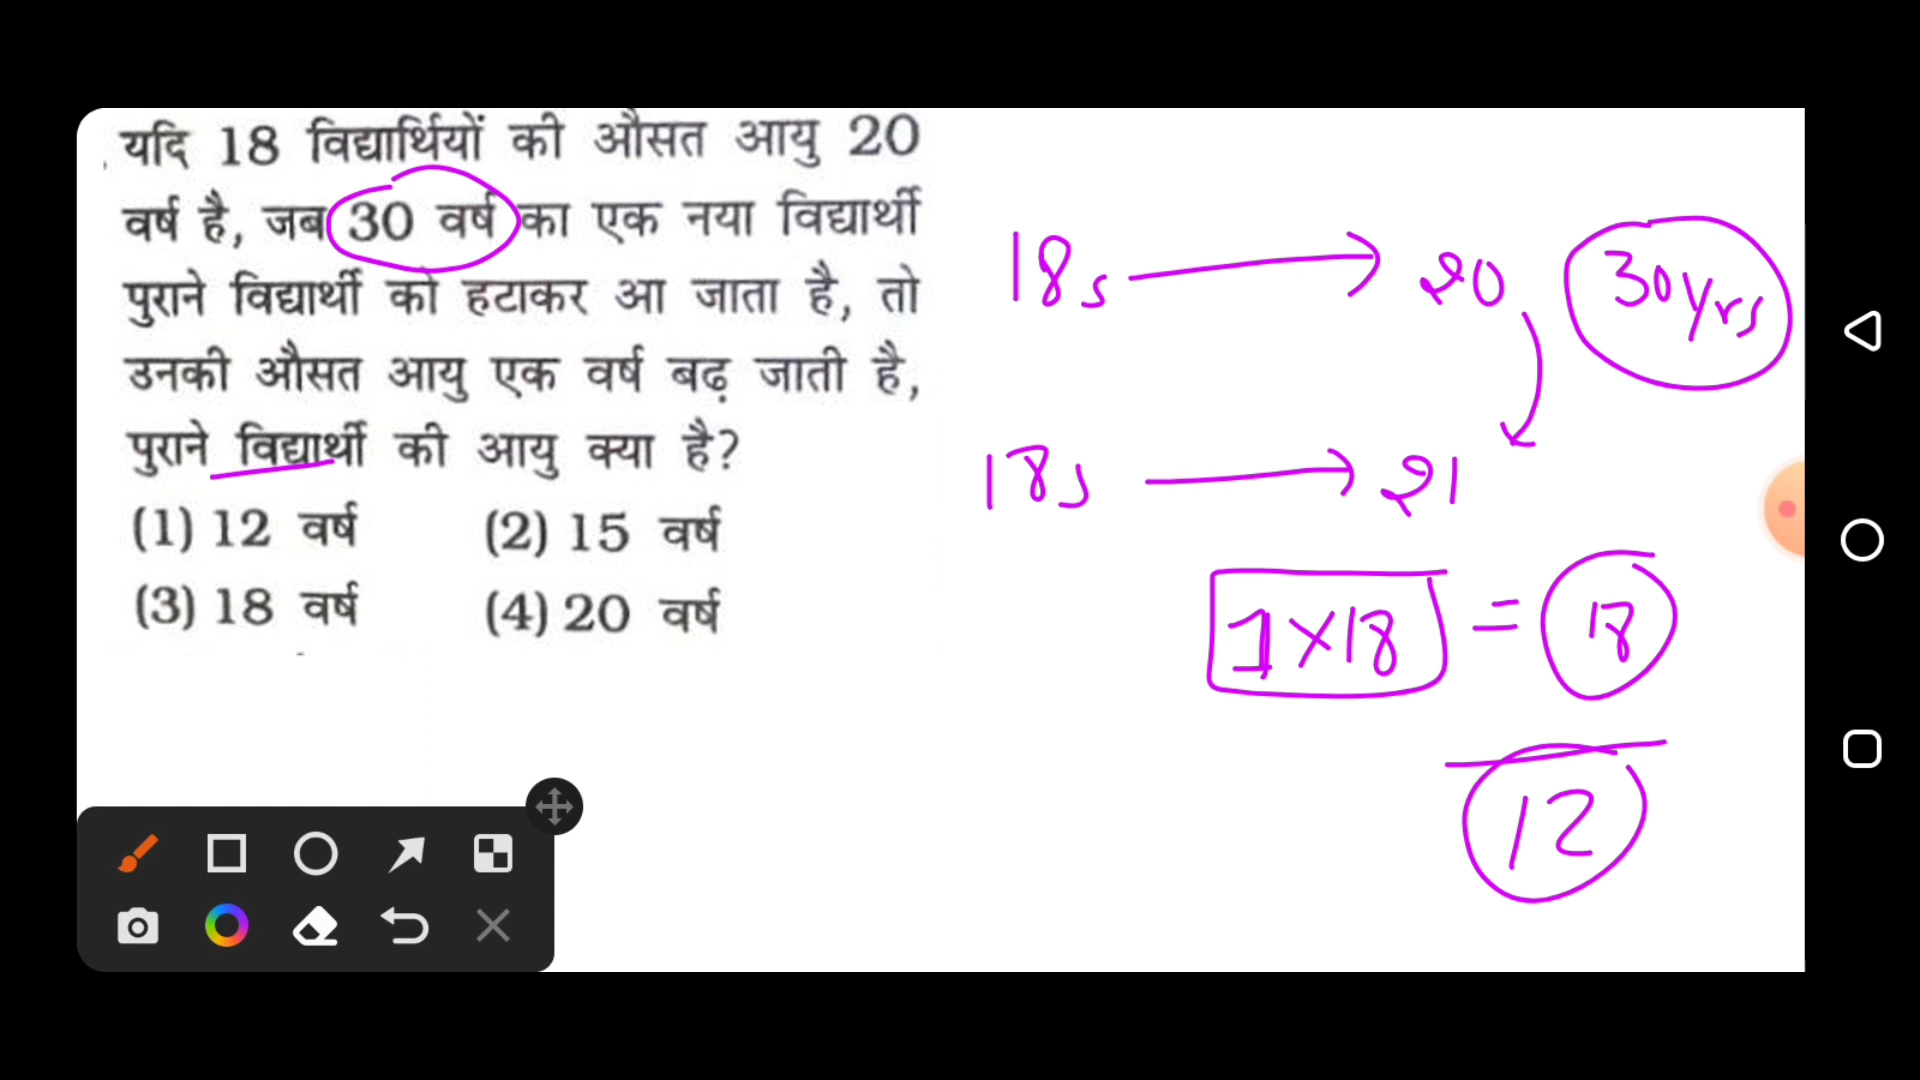 यदि 18 विद्यार्थियों की औसत आयु 20
वर्ष है, जब 30 वर्ष का एक नया विद्यार्थी
पुराने विद्यार्थी को हटाकर आ जाता है, तो
उनकी औसत आयु एक वर्ष बढ़ जाती है,
पुराने विद्यार्थी की आयु क्या है?
(1) 12 वर्ष (2) 15 वर्ष
(3) 18 वर्ष (4) 20 वर्ष
18s → 20 30yrs
18s → 21
1×18 = 18
12